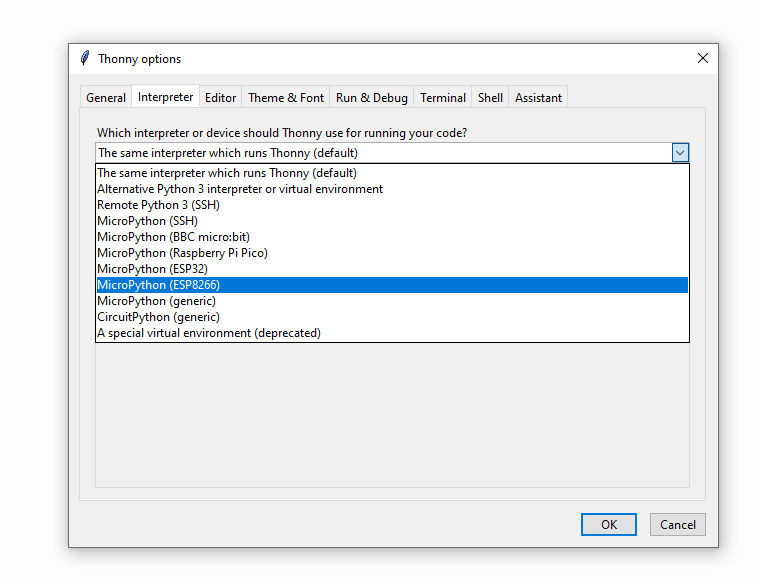 Thonny options
General Interpreter Editor Theme & Font Run & Debug Terminal Shell Assistant
Which interpreter or device should Thonny use for running your code?
The same interpreter which runs Thonny (default)
The same interpreter which runs Thonny (default)
Alternative Python 3 interpreter or virtual environment
Remote Python 3 (SSH)
MicroPython (SSH)
MicroPython (BBC micro:bit)
MicroPython (Raspberry Pi Pico)
MicroPython (ESP32)
MicroPython (ESP8266)
MicroPython (generic)
CircuitPython (generic)
A special virtual environment (deprecated)
OK Cancel